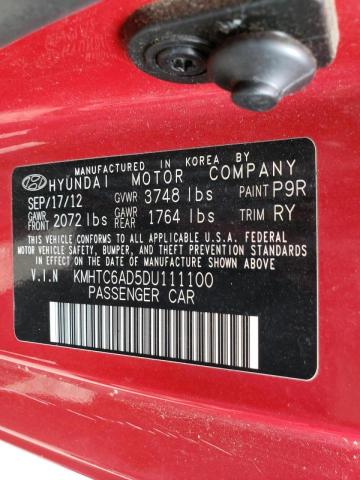 MANUFACTURED IN KOREA BY
HYUNDAI MOTOR COMPANY
SEP/17/12 GVWR 3748 lbs PAINT P9R
GAWR FRONT 2072 lbs GAWR REAR 1764 lbs TRIM RY
THIS VEHICLE CONFORMS TO ALL APPLICABLE U.S.A. FEDERAL
MOTOR VEHICLE SAFETY, BUMPER, AND THEFT PREVENTION STANDARDS
IN EFFECT ON THE DATE OF MANUFACTURE SHOWN ABOVE.
V.I.N KMHTC6AD5DU111100
PASSENGER CAR